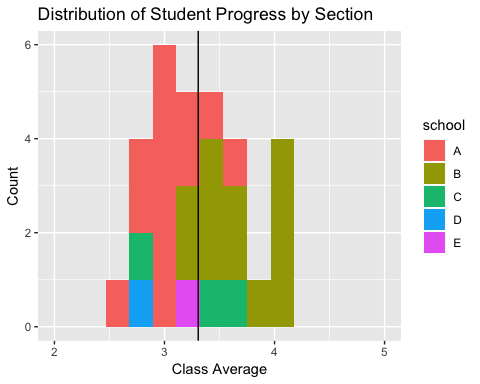 Distribution of Student Progress by Section
6
4
2
0
Count
2 3 4 5
Class Average
school
A
B
C
D
E